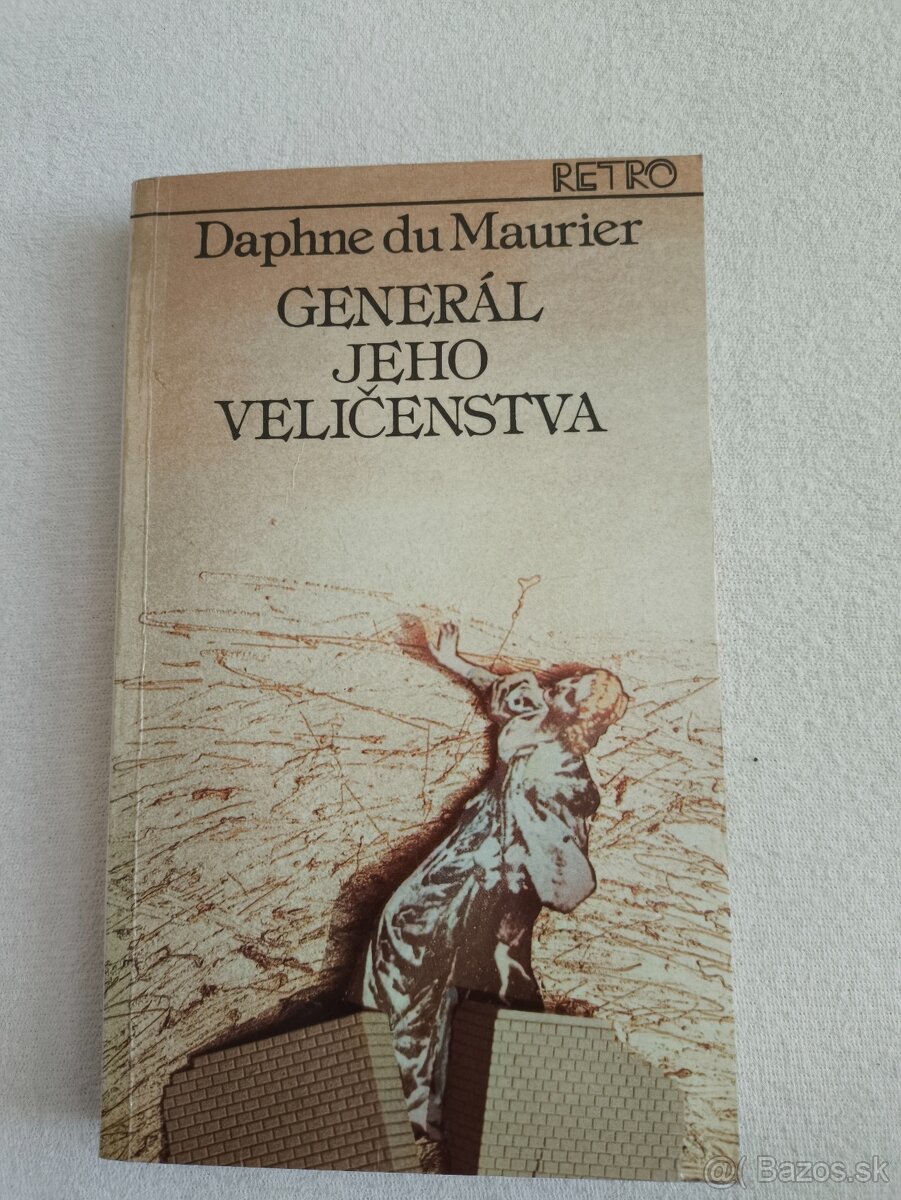 RETRO
Daphne du Maurier
GENERÁL
JEHO
VELIČENSTVA
@( Bazos.sk